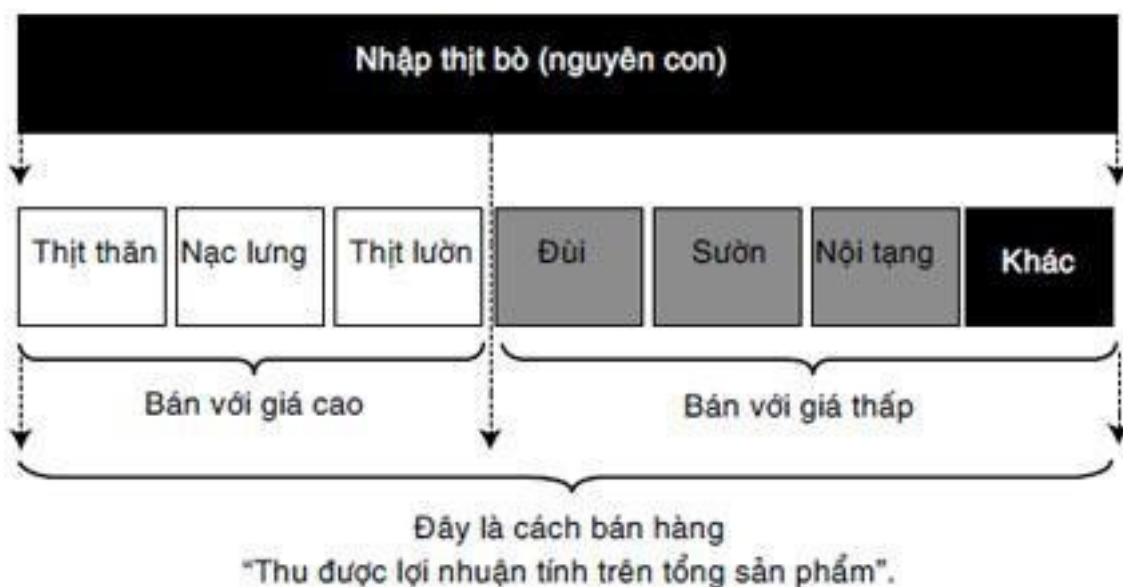 Nhập thịt bò (nguyên con)
Thịt thăn Nạc lưng Thịt lườn Đùi Sườn Nội tạng Khác
Bán với giá cao Bán với giá thấp
Đây là cách bán hàng
“Thu được lợi nhuận tính trên tổng sản phẩm”.